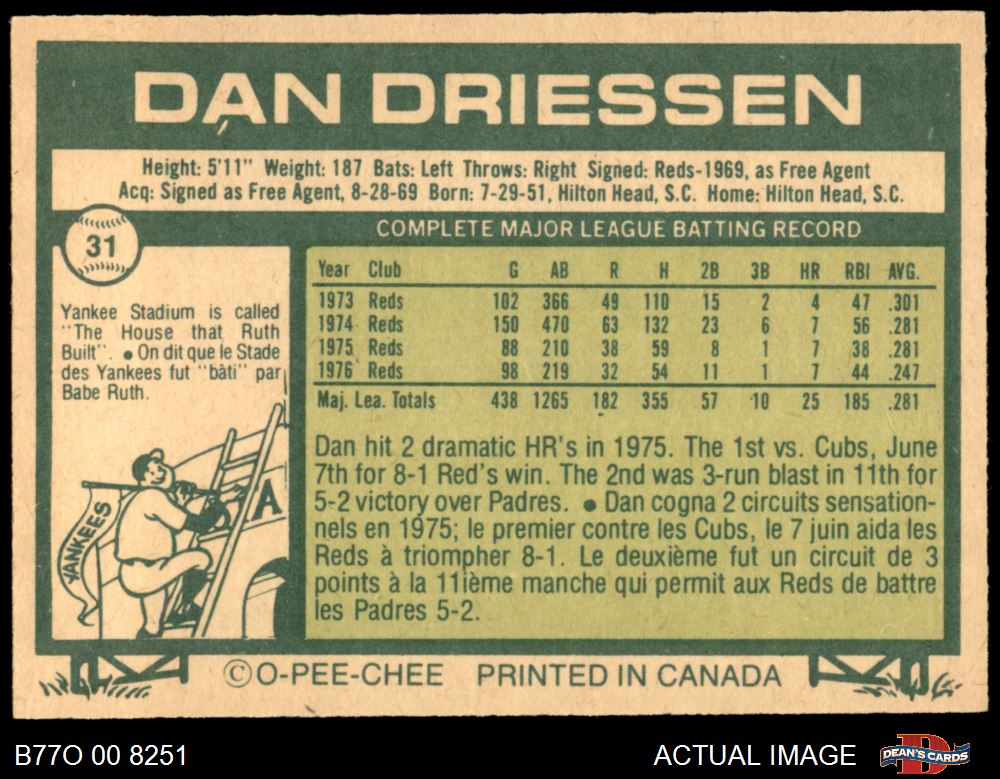 DAN DRIESSEN
Height: 5'11" Weight: 187 Bats: Left Throws: Right Signed: Reds-1969, as Free Agent
Acq: Signed as Free Agent, 8-28-69 Born: 7-29-51, Hilton Head, S.C. Home: Hilton Head, S.C.
31
Yankee Stadium is called
"The House that Ruth
Built". ● On dit que le Stade
des Yankees fut "bâti" par
Babe Ruth.
YANKEES
A
COMPLETE MAJOR LEAGUE BATTING RECORD
Year Club G AB R H 2B 3B HR RBI AVG.
1973 Reds 102 366 49 110 15 2 4 47 .301
1974 Reds 150 470 63 132 23 6 7 56 .281
1975 Reds 88 210 38 59 8 1 7 38 .281
1976 Reds 98 219 32 54 11 1 7 44 .247
Maj. Lea. Totals 438 1265 182 355 57 10 25 185 .281
Dan hit 2 dramatic HR's in 1975. The 1st vs. Cubs, June
7th for 8-1 Red's win. The 2nd was 3-run blast in 11th for
5-2 victory over Padres. ● Dan cogna 2 circuits sensation-
nels en 1975; le premier contre les Cubs, le 7 juin aida les
Reds à triompher 8-1. Le deuxième fut un circuit de 3
points à la 11ième manche qui permit aux Reds de battre
les Padres 5-2.
©O-PEE-CHEE PRINTED IN CANADA
B77O 00 8251
ACTUAL IMAGE
DEAN'S CARDS